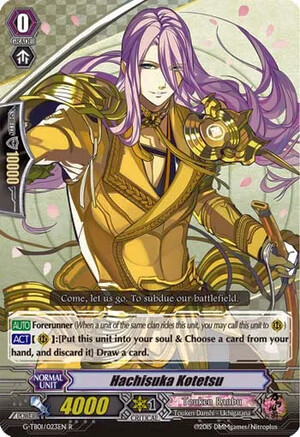 0
GRADE
10000
Come, let us go. To subdue our battlefield.
AUTO Forerunner (When a unit of the same clan rides this unit, you may call this unit to
ACT [ ]:[Put this unit into your soul & Choose a card from your hand, and discard it] Draw a card.
NORMAL UNIT
Hachisuka Kotetsu
4000
1
CRITICAL
Touken Ranbu
Touken Danshi - Uchigatana
G-TB01/023EN R
©2015 DMM games/Nitroplus